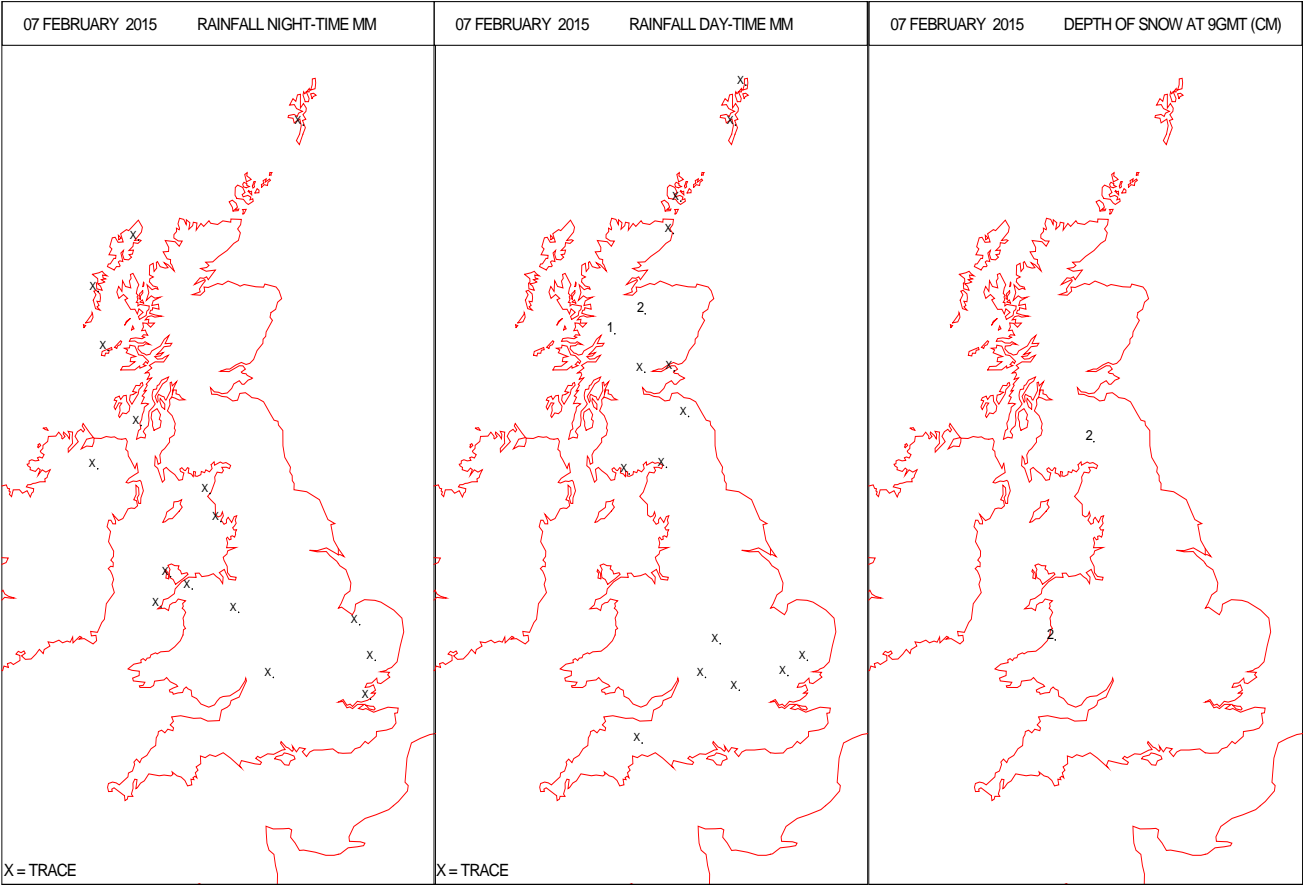 07 FEBRUARY 2015 RAINFALL NIGHT-TIME MM
X
X
X
X
X
X.
X
X
X
X.
X
X.
X.
X.
X.
X
X = TRACE
07 FEBRUARY 2015 RAINFALL DAY-TIME MM
X
X
X
X
2.
1.
X.
X
X.
X.
X
X.
X.
X.
X.
X.
X.
X = TRACE
07 FEBRUARY 2015 DEPTH OF SNOW AT 9GMT (CM)
2.
2.